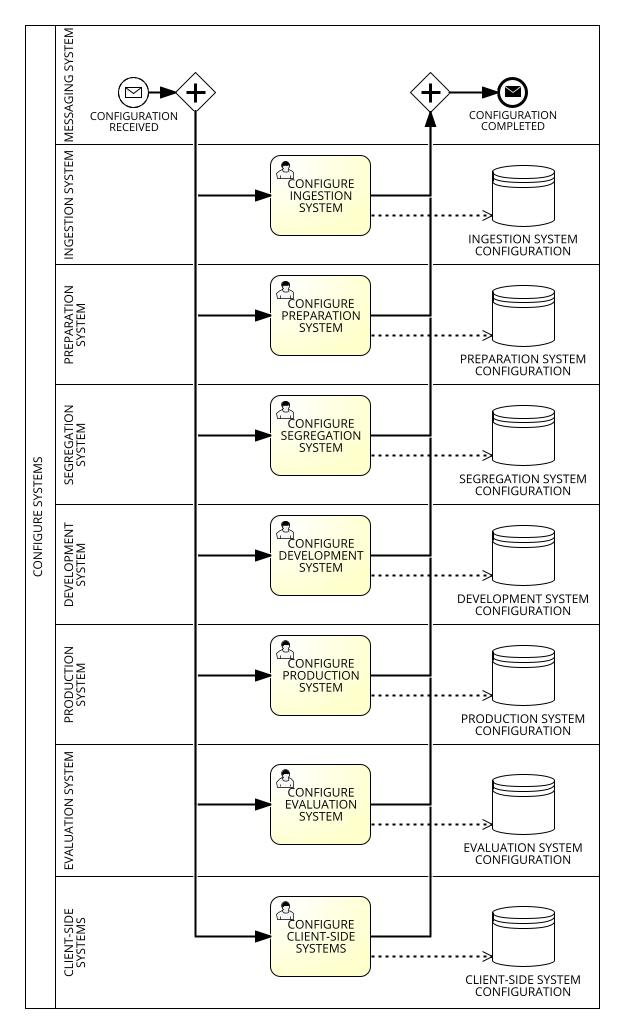 CONFIGURE SYSTEMS
MESSAGING SYSTEM
CONFIGURATION
RECEIVED
CONFIGURATION
COMPLETED
INGESTION SYSTEM
CONFIGURE
INGESTION
SYSTEM
INGESTION SYSTEM
CONFIGURATION
PREPARATION
SYSTEM
CONFIGURE
PREPARATION
SYSTEM
PREPARATION SYSTEM
CONFIGURATION
SEGREGATION
SYSTEM
CONFIGURE
SEGREGATION
SYSTEM
SEGREGATION SYSTEM
CONFIGURATION
DEVELOPMENT
SYSTEM
CONFIGURE
DEVELOPMENT
SYSTEM
DEVELOPMENT SYSTEM
CONFIGURATION
PRODUCTION
SYSTEM
CONFIGURE
PRODUCTION
SYSTEM
PRODUCTION SYSTEM
CONFIGURATION
EVALUATION SYSTEM
CONFIGURE
EVALUATION
SYSTEM
EVALUATION SYSTEM
CONFIGURATION
CLIENT-SIDE
SYSTEMS
CONFIGURE
CLIENT-SIDE
SYSTEMS
CLIENT-SIDE SYSTEM
CONFIGURATION